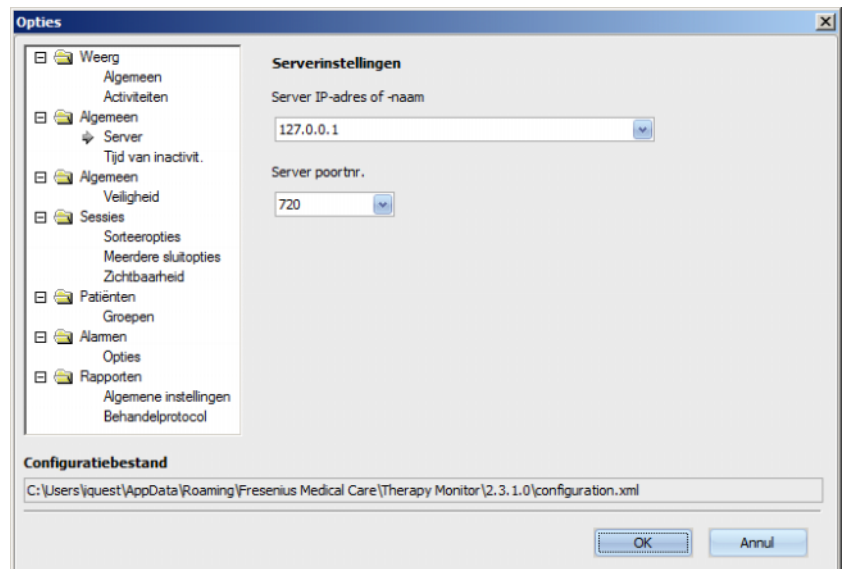 Opties
Weerg
Algemeen
Activiteiten
Algemeen
Server
Tijd van inactivit.
Algemeen
Veiligheid
Sessies
Sorteeropties
Meerdere sluitopties
Zichtbaarheid
Patiënten
Groepen
Alarmen
Opties
Rapporten
Algemene instellingen
Behandelprotocol
Serverinstellingen
Server IP-adres of -naam
127.0.0.1
Server poortnr.
720
Configuratiebestand
C:\Users\iquest\AppData\Roaming\Fresenius Medical Care\Therapy Monitor\2.3.1.0\configuration.xml
OK
Annul